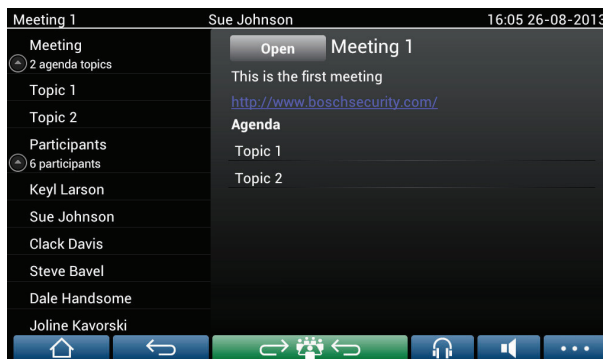 Meeting 1 Sue Johnson 16:05 26-08-2013
Meeting
2 agenda topics
Topic 1
Topic 2
Participants
6 participants
Keyl Larson
Sue Johnson
Clack Davis
Steve Bavel
Dale Handsome
Joline Kavorski
Open Meeting 1
This is the first meeting
http://www.boschsecurity.com/
Agenda
Topic 1
Topic 2